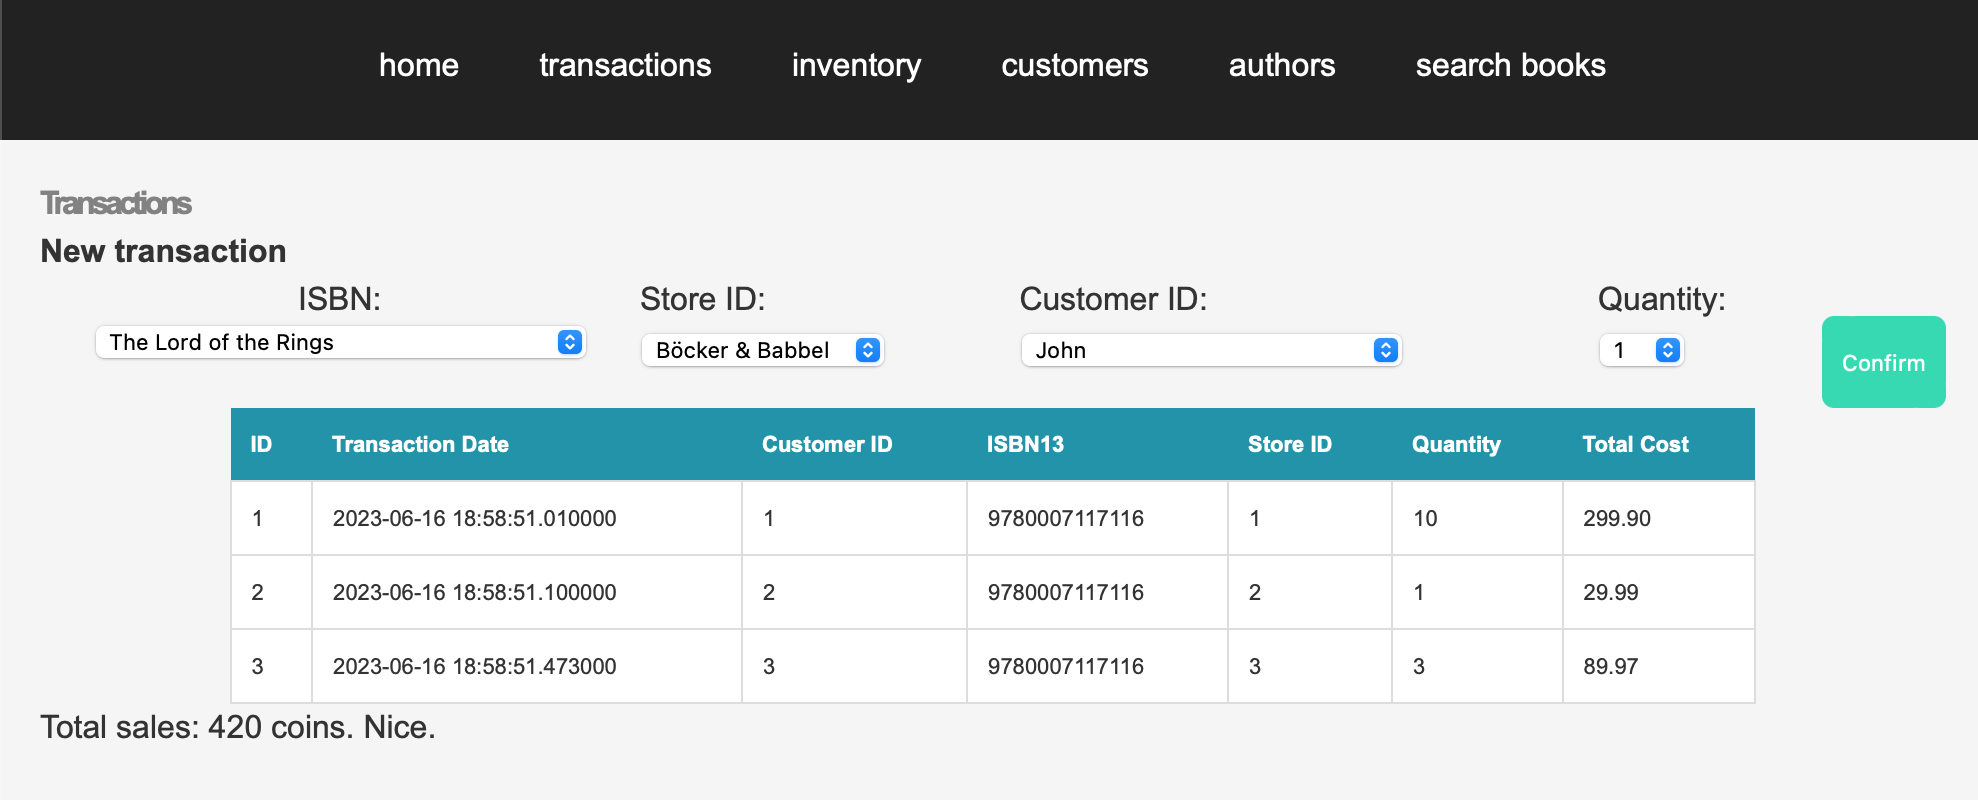 home transactions inventory customers authors search books
Transactions
New transaction
ISBN: Store ID: Customer ID: Quantity:
The Lord of the Rings Böcker & Babbel John 1 Confirm
ID Transaction Date Customer ID ISBN13 Store ID Quantity Total Cost
1 2023-06-16 18:58:51.010000 1 9780007117116 1 10 299.90
2 2023-06-16 18:58:51.100000 2 9780007117116 2 1 29.99
3 2023-06-16 18:58:51.473000 3 9780007117116 3 3 89.97
Total sales: 420 coins. Nice.